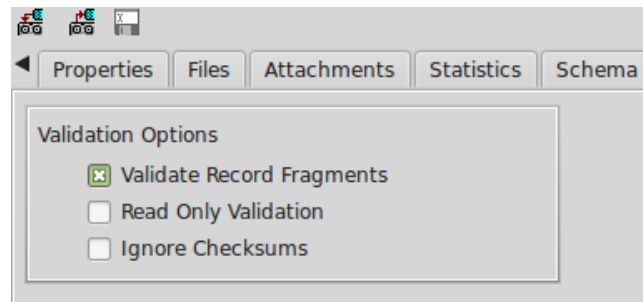 Properties Files Attachments Statistics Schema
Validation Options
Validate Record Fragments
Read Only Validation
Ignore Checksums